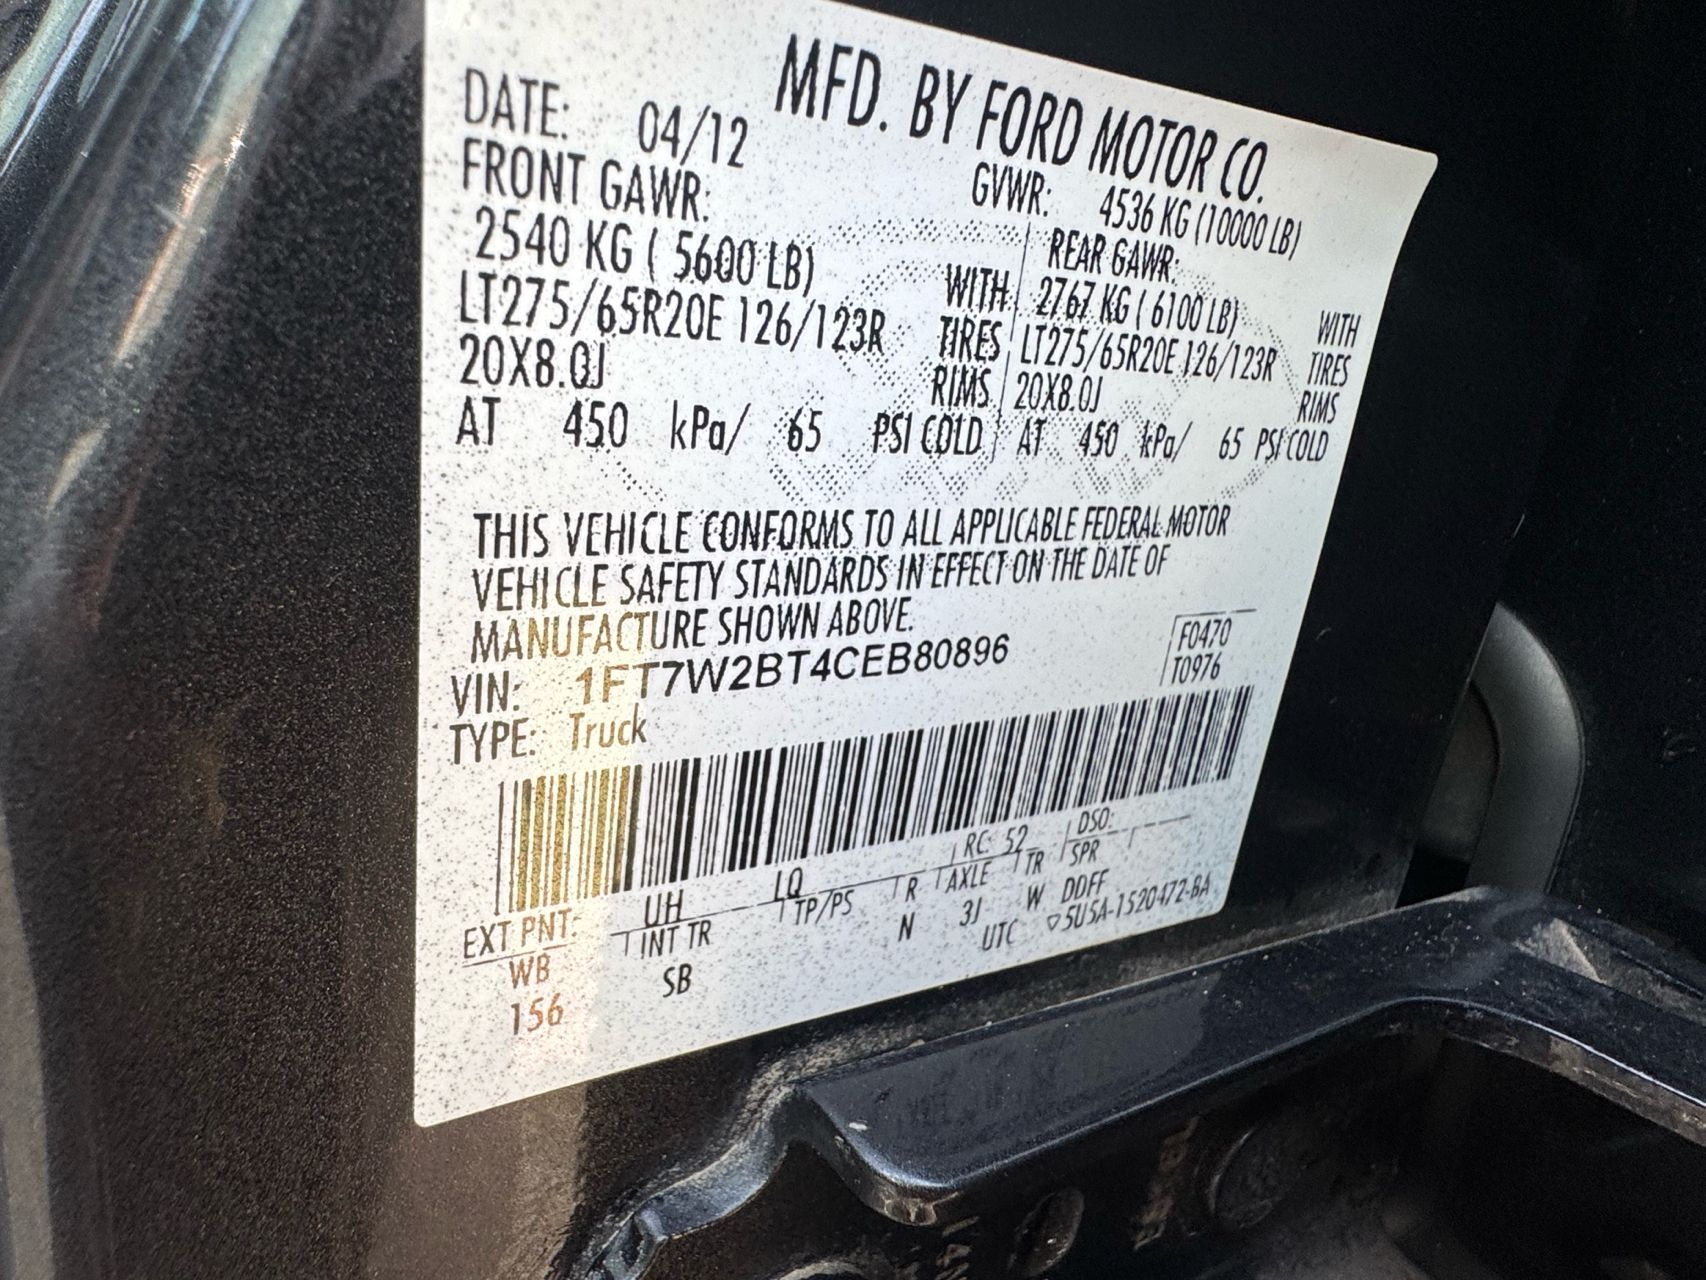 MFD. BY FORD MOTOR CO.
DATE: 04/12
GVWR: 4536 KG (10000 LB)
FRONT GAWR:
REAR GAWR:
2540 KG ( 5600 LB) WITH
2767 KG ( 6100 LB) WITH
LT275/65R20E 126/123R TIRES
LT275/65R20E 126/123R TIRES
20X8.0J RIMS
20X8.0J RIMS
AT 450 kPa/ 65 PSI COLD
AT 450 kPa/ 65 PSI COLD
THIS VEHICLE CONFORMS TO ALL APPLICABLE FEDERAL MOTOR
VEHICLE SAFETY STANDARDS IN EFFECT ON THE DATE OF
MANUFACTURE SHOWN ABOVE.
VIN: 1FT7W2BT4CEB80896
TYPE: Truck
F0470
T0976
EXT PNT: UH LQ RC: 52 DSO:
WB INT TR TP/PS R AXLE TR SPR
156 SB N 3J W DDFF
UTC 5U5A-1520472-BA